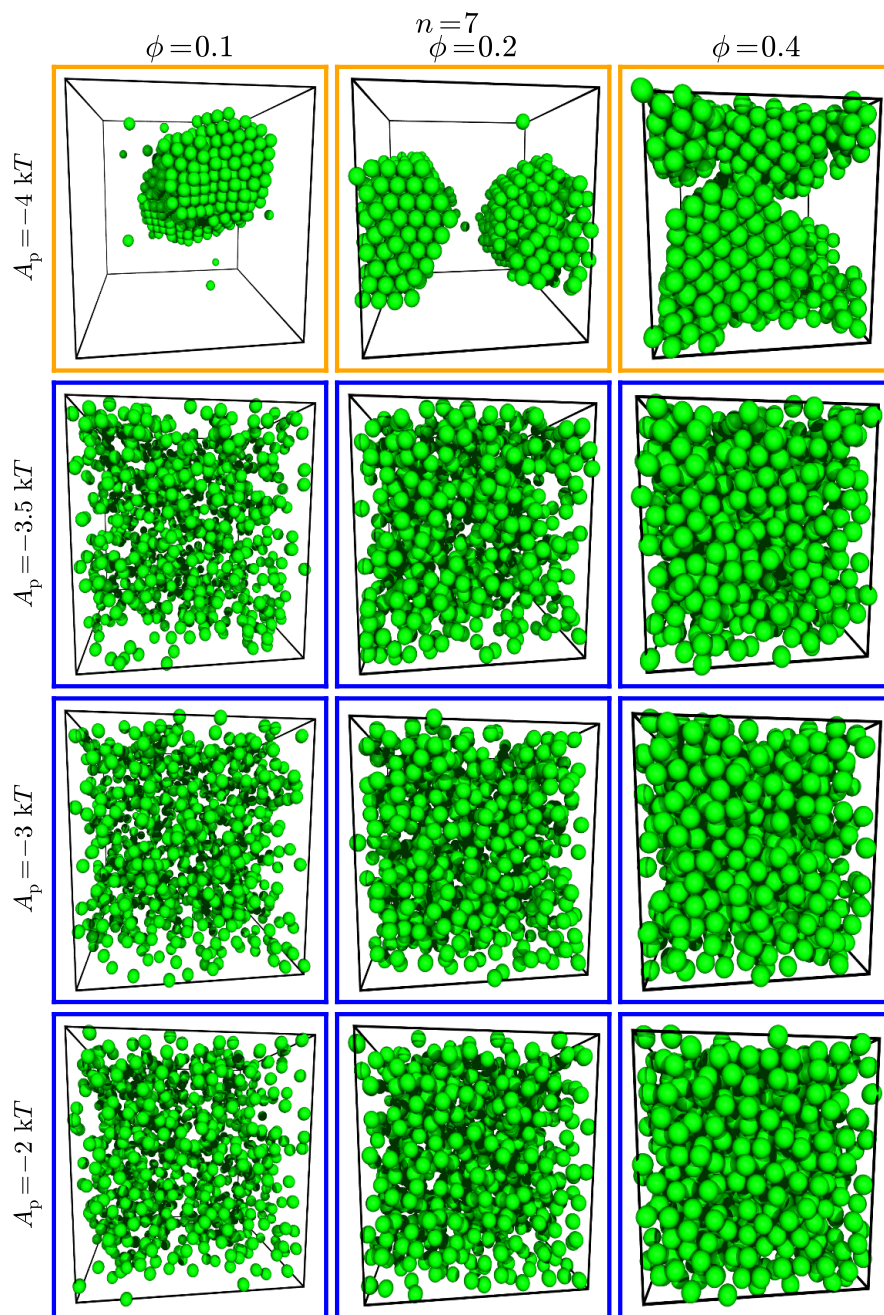 n=7
ϕ=0.1 ϕ=0.2 ϕ=0.4
A_p=−4 kT
A_p=−3.5 kT
A_p=−3 kT
A_p=−2 kT